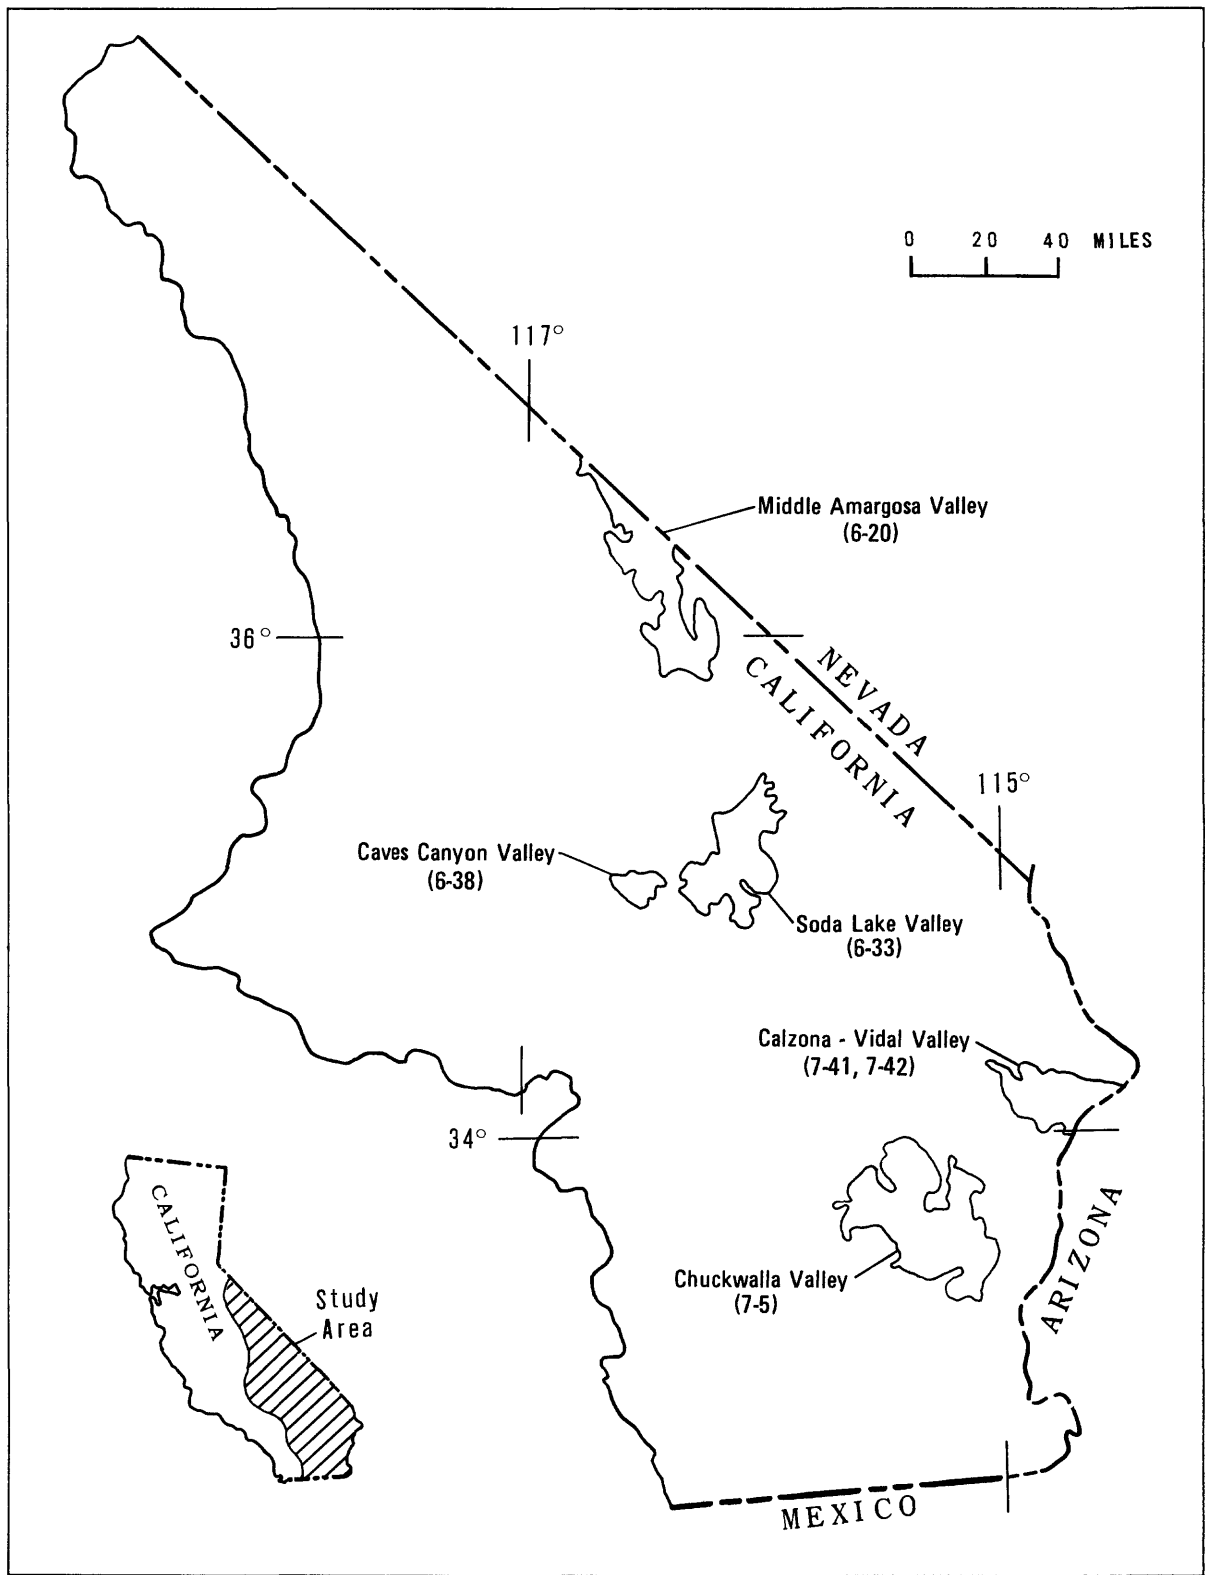 0 20 40 MILES
117°
Middle Amargosa Valley
(6-20)
36°
NEVADA
CALIFORNIA
115°
Caves Canyon Valley
(6-38)
Soda Lake Valley
(6-33)
Calzona - Vidal Valley
(7-41, 7-42)
34°
CALIFORNIA
ARIZONA
Chuckwalla Valley
(7-5)
Study
Area
MEXICO